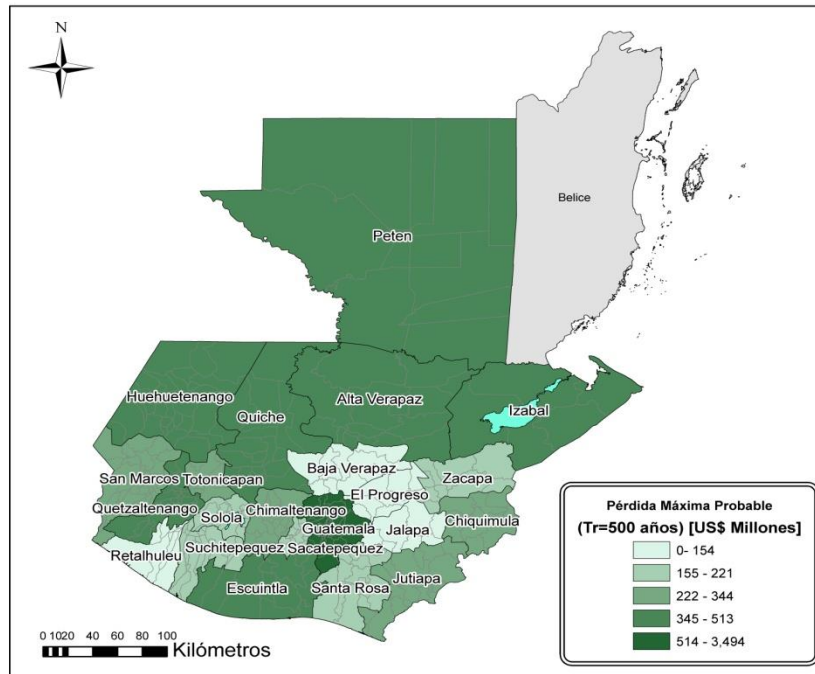 N
Belice
Peten
Huehuetenango
Quiche
Alta Verapaz
Izabal
Baja Verapaz
San Marcos
Totonicapan
Zacapa
El Progreso
Quetzaltenango
Solola
Chimaltenango
Guatemala
Jalapa
Chiquimula
Retalhuleu
Suchitepequez
Sacatepequez
Escuintla
Santa Rosa
Jutiapa
Pérdida Máxima Probable
(Tr=500 años) [US$ Millones]
0- 154
155 - 221
222 - 344
345 - 513
514 - 3,494
0 1020 40 60 80 100
Kilómetros